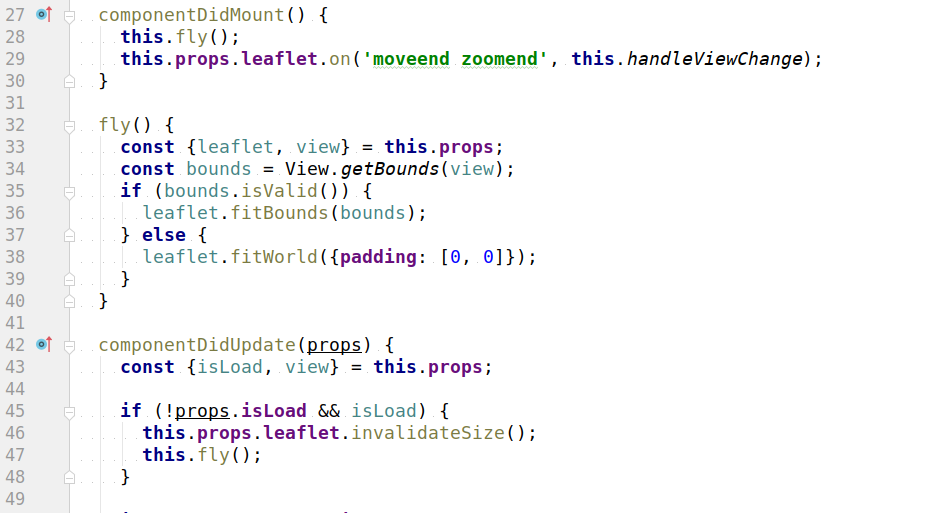 27 componentDidMount() {
28 this.fly();
29 this.props.leaflet.on('moveend zoomend', this.handleViewChange);
30 }
31
32 fly() {
33 const {leaflet, view} = this.props;
34 const bounds = View.getBounds(view);
35 if (bounds.isValid()) {
36 leaflet.fitBounds(bounds);
37 } else {
38 leaflet.fitWorld({padding: [0, 0]});
39 }
40 }
41
42 componentDidUpdate(props) {
43 const {isLoad, view} = this.props;
44
45 if (!props.isLoad && isLoad) {
46 this.props.leaflet.invalidateSize();
47 this.fly();
48 }
49